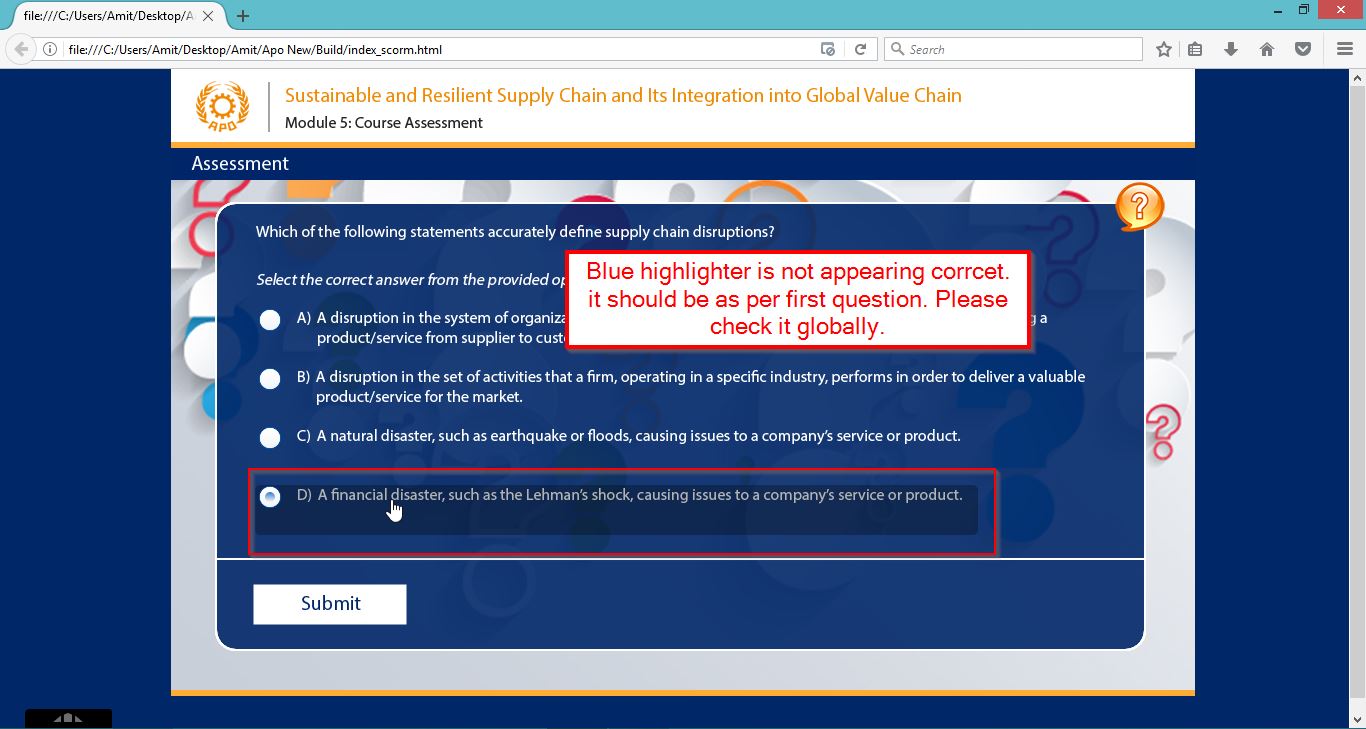 file:///C:/Users/Amit/Desktop/A
file:///C:/Users/Amit/Desktop/Amit/Apo New/Build/index_scorm.html
Search
APO
Sustainable and Resilient Supply Chain and Its Integration into Global Value Chain
Module 5: Course Assessment
Assessment
Which of the following statements accurately define supply chain disruptions?
Select the correct answer from the provided op
Blue highlighter is not appearing corrcet.
it should be as per first question. Please
check it globally.
A) A disruption in the system of organiza g a
product/service from supplier to cust
B) A disruption in the set of activities that a firm, operating in a specific industry, performs in order to deliver a valuable
product/service for the market.
C) A natural disaster, such as earthquake or floods, causing issues to a company’s service or product.
D) A financial disaster, such as the Lehman’s shock, causing issues to a company’s service or product.
Submit